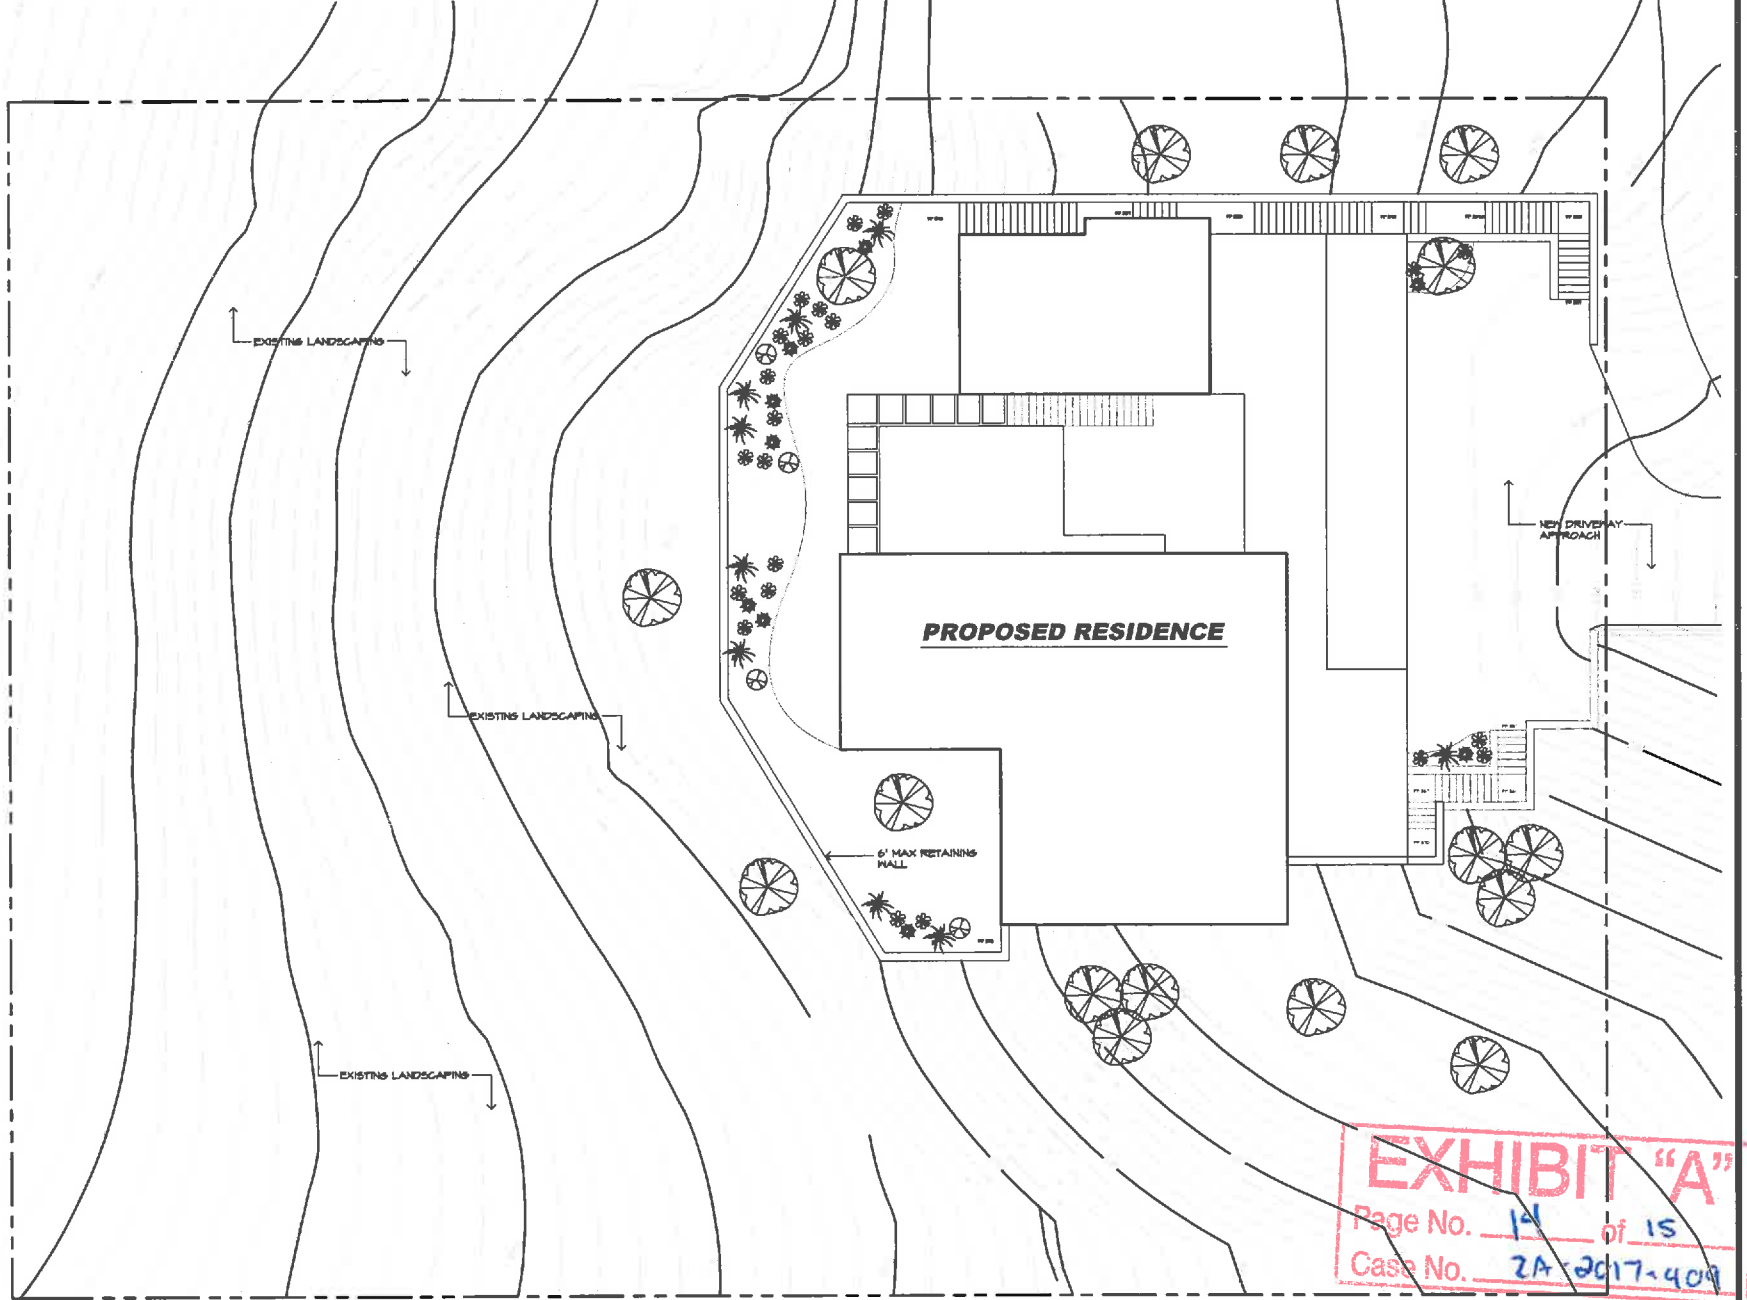 EXISTING LANDSCAPING
NEW DRIVEWAY
APPROACH
PROPOSED RESIDENCE
EXISTING LANDSCAPING
6' MAX RETAINING
WALL
EXISTING LANDSCAPING
EXHIBIT "A"
Page No. 14 of 15
Case No. ZA-2017-409